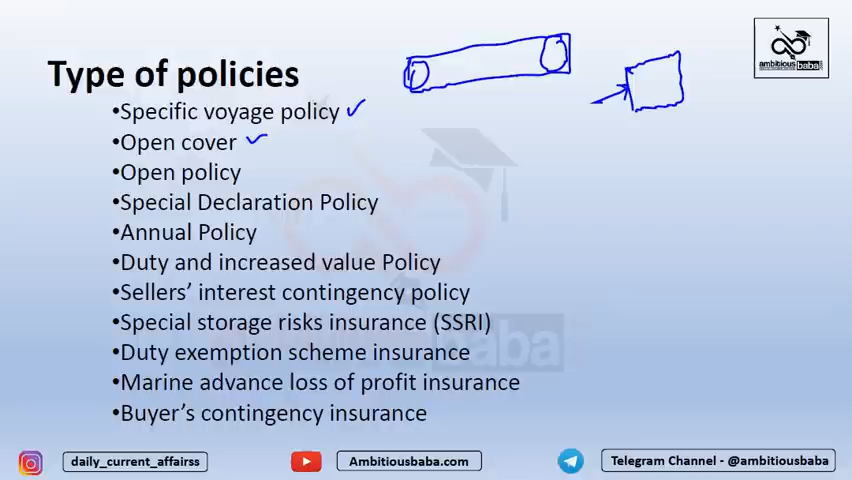 Type of policies
ambitiousbaba
•Specific voyage policy
•Open cover
•Open policy
•Special Declaration Policy
•Annual Policy
•Duty and increased value Policy
•Sellers’ interest contingency policy
•Special storage risks insurance (SSRI)
•Duty exemption scheme insurance
•Marine advance loss of profit insurance
•Buyer’s contingency insurance
baba
daily_current_affairss
Ambitiousbaba.com
Telegram Channel - @ambitiousbaba